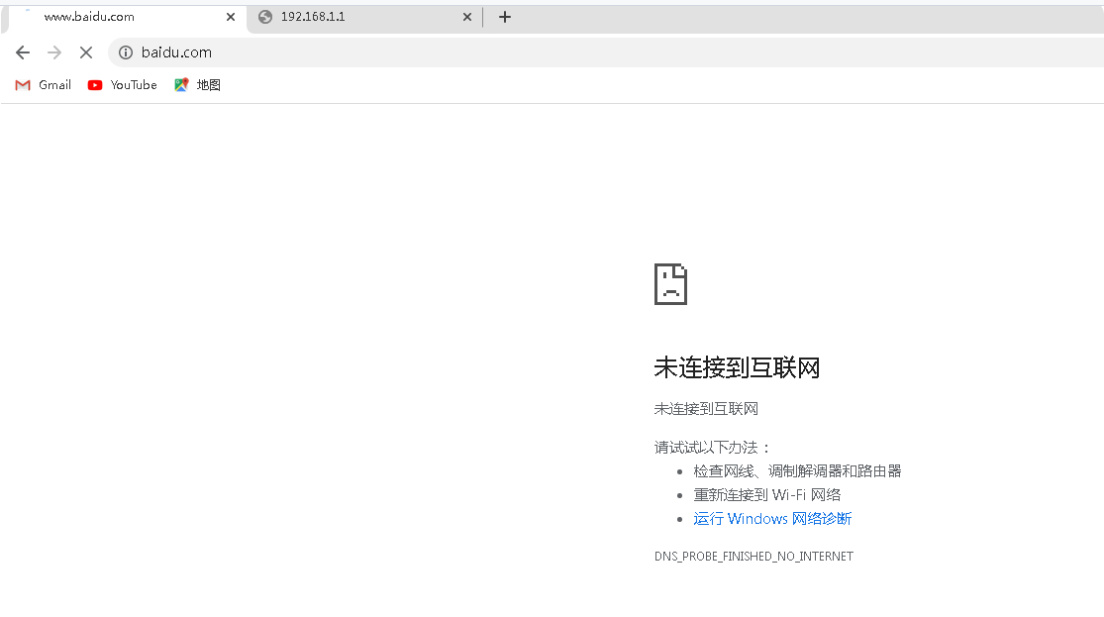 www.baidu.com
192.168.1.1
baidu.com
Gmail YouTube 地图
未连接到互联网
未连接到互联网
请试试以下办法：
检查网线、调制解调器和路由器
重新连接到 Wi-Fi 网络
运行 Windows 网络诊断
DNS_PROBE_FINISHED_NO_INTERNET